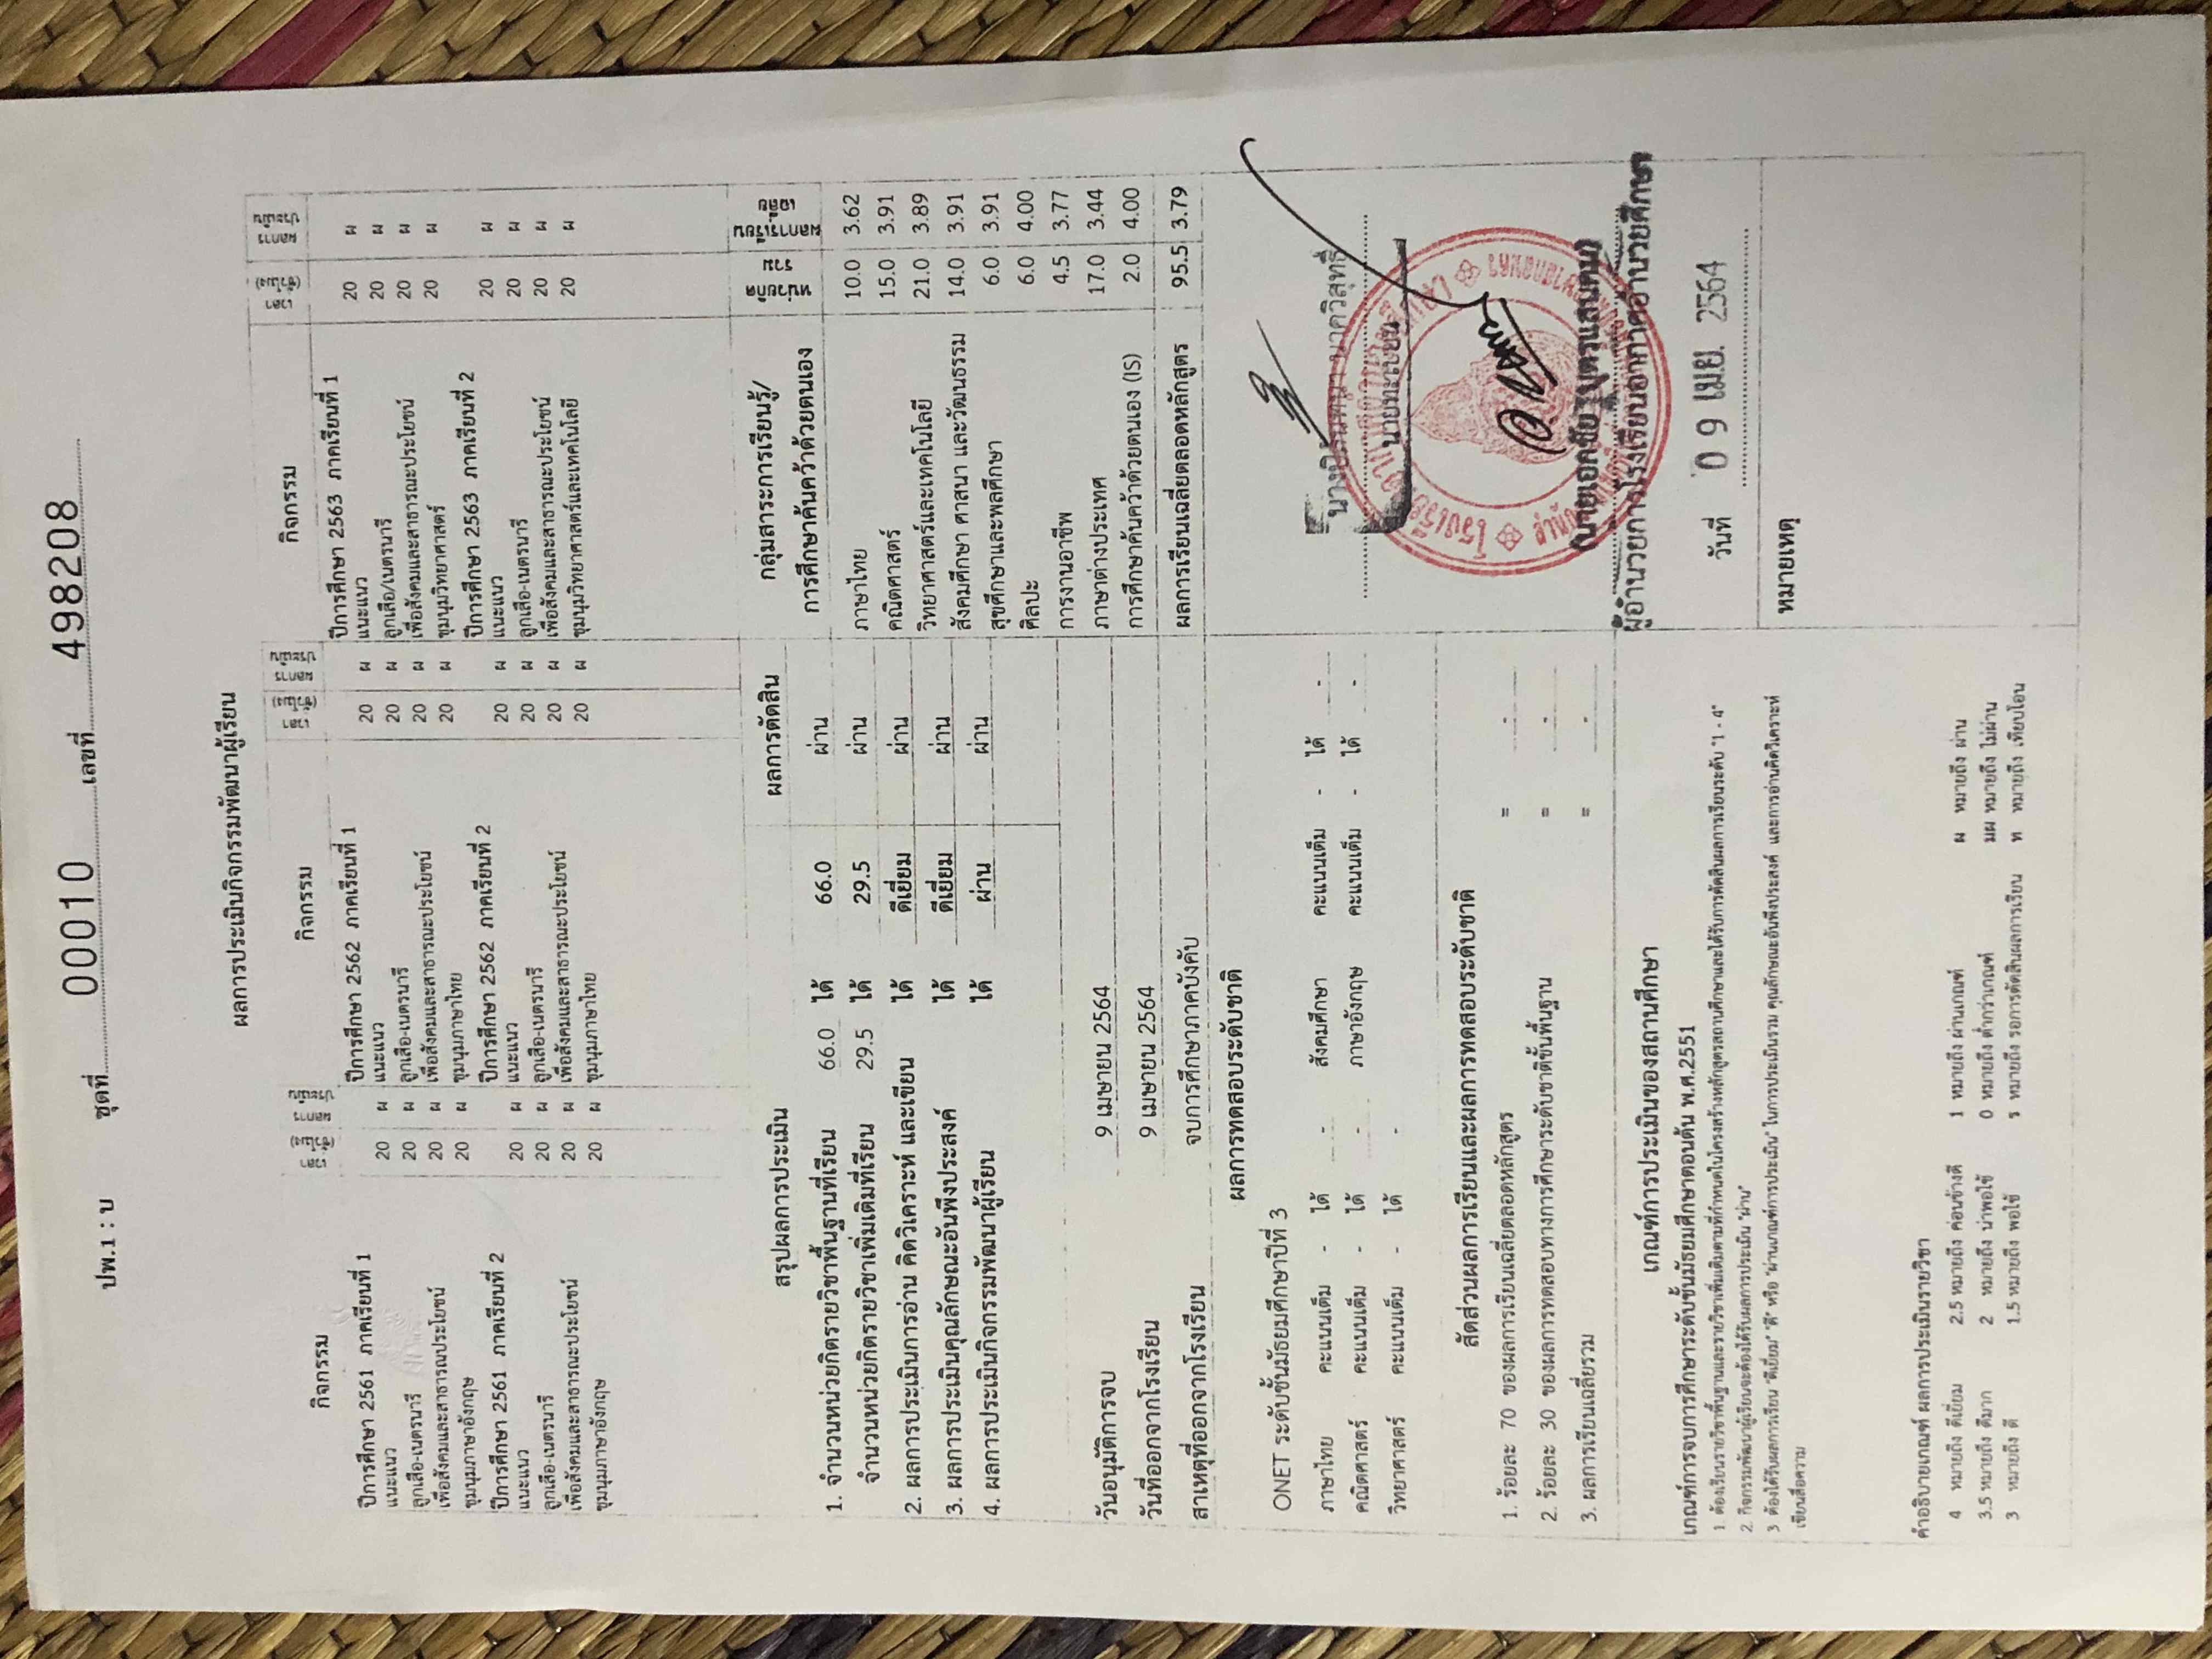 ปพ.1 : บ ชุดที่ 00010 เลขที่ 498208
ผลการประเมินกิจกรรมพัฒนาผู้เรียน
กิจกรรม เวลา (ชั่วโมง) ผลการประเมิน กิจกรรม เวลา (ชั่วโมง) ผลการประเมิน กิจกรรม เวลา (ชั่วโมง) ผลการประเมิน
ปีการศึกษา 2561 ภาคเรียนที่ 1 ปีการศึกษา 2562 ภาคเรียนที่ 1 ปีการศึกษา 2563 ภาคเรียนที่ 1
แนะแนว 20 ผ แนะแนว 20 ผ แนะแนว 20 ผ
ลูกเสือ-เนตรนารี 20 ผ ลูกเสือ-เนตรนารี 20 ผ ลูกเสือ/เนตรนารี 20 ผ
เพื่อสังคมและสาธารณประโยชน์ 20 ผ เพื่อสังคมและสาธารณะประโยชน์ 20 ผ เพื่อสังคมและสาธารณะประโยชน์ 20 ผ
ชุมนุมภาษาอังกฤษ 20 ผ ชุมนุมภาษาไทย 20 ผ ชุมนุมวิทยาศาสตร์ 20 ผ
ปีการศึกษา 2561 ภาคเรียนที่ 2 ปีการศึกษา 2562 ภาคเรียนที่ 2 ปีการศึกษา 2563 ภาคเรียนที่ 2
แนะแนว 20 ผ แนะแนว 20 ผ แนะแนว 20 ผ
ลูกเสือ-เนตรนารี 20 ผ ลูกเสือ-เนตรนารี 20 ผ ลูกเสือ-เนตรนารี 20 ผ
เพื่อสังคมและสาธารณะประโยชน์ 20 ผ เพื่อสังคมและสาธารณะประโยชน์ 20 ผ เพื่อสังคมและสาธารณะประโยชน์ 20 ผ
ชุมนุมภาษาอังกฤษ 20 ผ ชุมนุมภาษาไทย 20 ผ ชุมนุมวิทยาศาสตร์และเทคโนโลยี 20 ผ
สรุปผลการประเมิน ผลการตัดสิน
1. จำนวนหน่วยกิตรายวิชาพื้นฐานที่เรียน 66.0 ได้ 66.0 ผ่าน
จำนวนหน่วยกิตรายวิชาเพิ่มเติมที่เรียน 29.5 ได้ 29.5 ผ่าน
2. ผลการประเมินการอ่าน คิดวิเคราะห์ และเขียน ได้ ดีเยี่ยม ผ่าน
3. ผลการประเมินคุณลักษณะอันพึงประสงค์ ได้ ดีเยี่ยม ผ่าน
4. ผลการประเมินกิจกรรมพัฒนาผู้เรียน ได้ ผ่าน ผ่าน
วันอนุมัติการจบ 9 เมษายน 2564
วันที่ออกจากโรงเรียน 9 เมษายน 2564
สาเหตุที่ออกจากโรงเรียน จบการศึกษาภาคบังคับ
กลุ่มสาระการเรียนรู้/ หน่วยกิต ผลการเรียน
การศึกษาค้นคว้าด้วยตนเอง รวม เฉลี่ย
ภาษาไทย 10.0 3.62
คณิตศาสตร์ 15.0 3.91
วิทยาศาสตร์และเทคโนโลยี 21.0 3.89
สังคมศึกษา ศาสนา และวัฒนธรรม 14.0 3.91
สุขศึกษาและพลศึกษา 6.0 3.91
ศิลปะ 6.0 4.00
การงานอาชีพ 4.5 3.77
ภาษาต่างประเทศ 17.0 3.44
การศึกษาค้นคว้าด้วยตนเอง (IS) 2.0 4.00
ผลการเรียนเฉลี่ยตลอดหลักสูตร 95.5 3.79
ผลการทดสอบระดับชาติ
ONET ระดับชั้นมัธยมศึกษาปีที่ 3
ภาษาไทย คะแนนเต็ม - ได้ - สังคมศึกษา คะแนนเต็ม - ได้ -
คณิตศาสตร์ คะแนนเต็ม - ได้ - ภาษาอังกฤษ คะแนนเต็ม - ได้ -
วิทยาศาสตร์ คะแนนเต็ม - ได้ -
สัดส่วนผลการเรียนและผลการทดสอบระดับชาติ
1. ร้อยละ 70 ของผลการเรียนเฉลี่ยตลอดหลักสูตร = -
2. ร้อยละ 30 ของผลการทดสอบทางการศึกษาระดับชาติขั้นพื้นฐาน = -
3. ผลการเรียนเฉลี่ยรวม = -
นาควิสุทธิ์
นายทะเบียน
(นายเอกชัย บุตรแสนคม)
ผู้อำนวยการโรงเรียนอากาศอำนวยศึกษา
วันที่ 0 9 เม.ย. 2564
หมายเหตุ
เกณฑ์การประเมินของสถานศึกษา
เกณฑ์การจบการศึกษาระดับชั้นมัธยมศึกษาตอนต้น พ.ศ.2551
1 ต้องเรียนรายวิชาพื้นฐานและรายวิชาเพิ่มเติมตามที่กำหนดในโครงสร้างหลักสูตรสถานศึกษาและได้รับการตัดสินผลการเรียนระดับ "1 - 4"
2. กิจกรรมพัฒนาผู้เรียนจะต้องได้รับผลการประเมิน "ผ่าน"
3 ต้องได้รับผลการเรียน "ดีเยี่ยม" "ดี" หรือ "ผ่านเกณฑ์การประเมิน" ในการประเมินรวม คุณลักษณะอันพึงประสงค์ และการอ่านคิดวิเคราะห์
เขียนสื่อความ
คำอธิบายเกณฑ์ ผลการประเมินรายวิชา
4 หมายถึง ดีเยี่ยม 2.5 หมายถึง ค่อนข้างดี 1 หมายถึง ผ่านเกณฑ์ ผ หมายถึง ผ่าน
3.5 หมายถึง ดีมาก 2 หมายถึง น่าพอใช้ 0 หมายถึง ต่ำกว่าเกณฑ์ มผ หมายถึง ไม่ผ่าน
3 หมายถึง ดี 1.5 หมายถึง พอใช้ ร หมายถึง รอการตัดสินผลการเรียน ท หมายถึง เทียบโอน